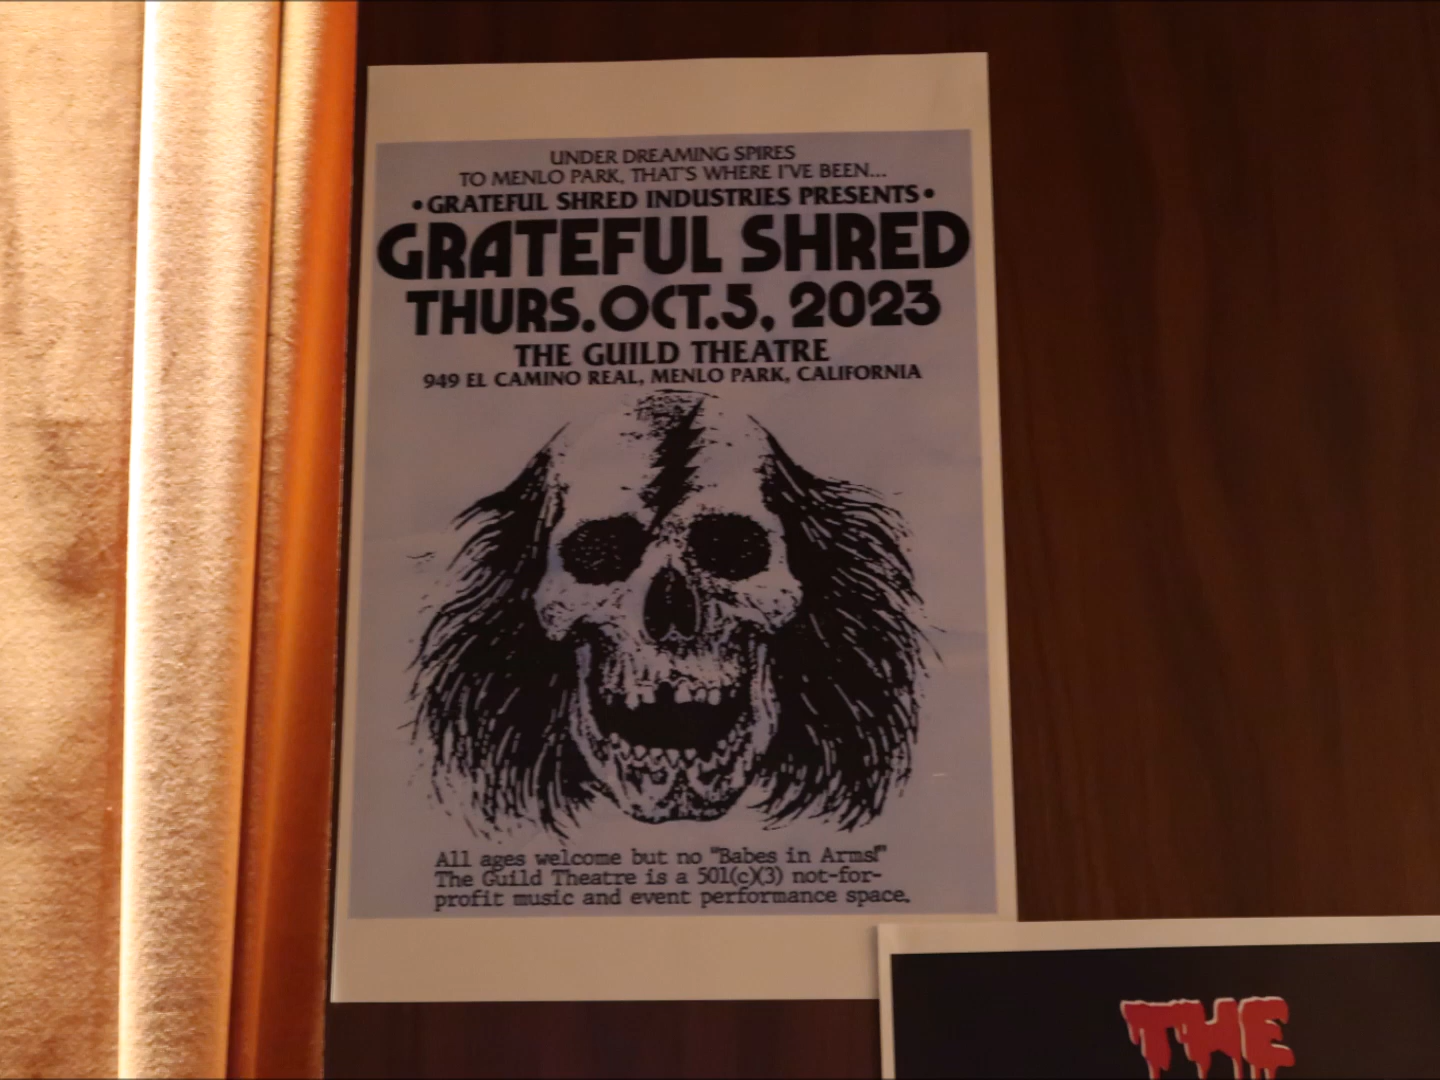 UNDER DREAMING SPIRES
TO MENLO PARK, THAT'S WHERE I'VE BEEN...
•GRATEFUL SHRED INDUSTRIES PRESENTS•
GRATEFUL SHRED
THURS.OCT.5, 2023
THE GUILD THEATRE
949 EL CAMINO REAL, MENLO PARK, CALIFORNIA
All ages welcome but no "Babes in Arms!"
The Guild Theatre is a 501(c)(3) not-for-
profit music and event performance space.
THE